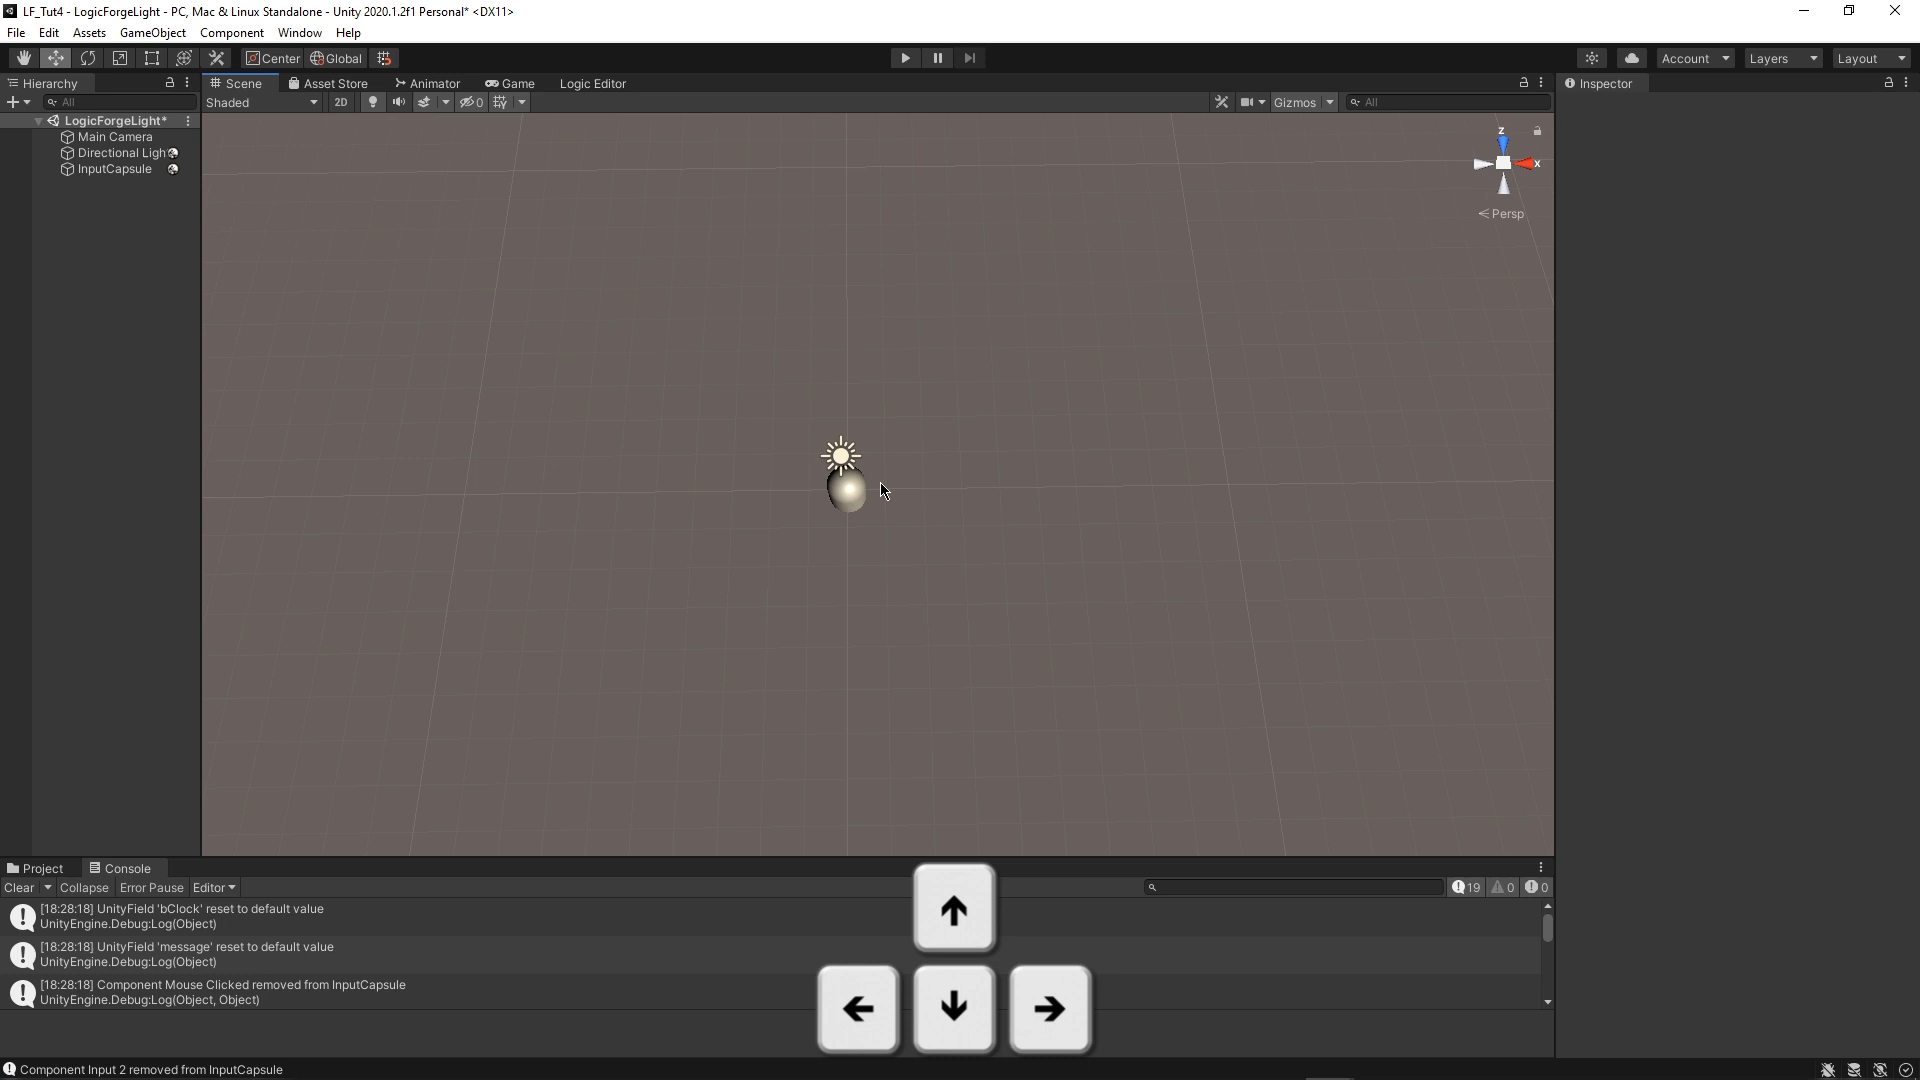 LF_Tut4 - LogicForgeLight - PC, Mac & Linux Standalone - Unity 2020.1.2f1 Personal* <DX11>
File Edit Assets GameObject Component Window Help
Center Global Account Layers Layout
Hierarchy Scene Asset Store Animator Game Logic Editor Inspector
All Shaded 2D 0 Gizmos All
LogicForgeLight*
Main Camera
Directional Ligh
InputCapsule
z
x
Persp
Project Console
Clear Collapse Error Pause Editor 19 0 0
[18:28:18] UnityField 'bClock' reset to default value
UnityEngine.Debug:Log(Object)
[18:28:18] UnityField 'message' reset to default value
UnityEngine.Debug:Log(Object)
[18:28:18] Component Mouse Clicked removed from InputCapsule
UnityEngine.Debug:Log(Object, Object)
Component Input 2 removed from InputCapsule